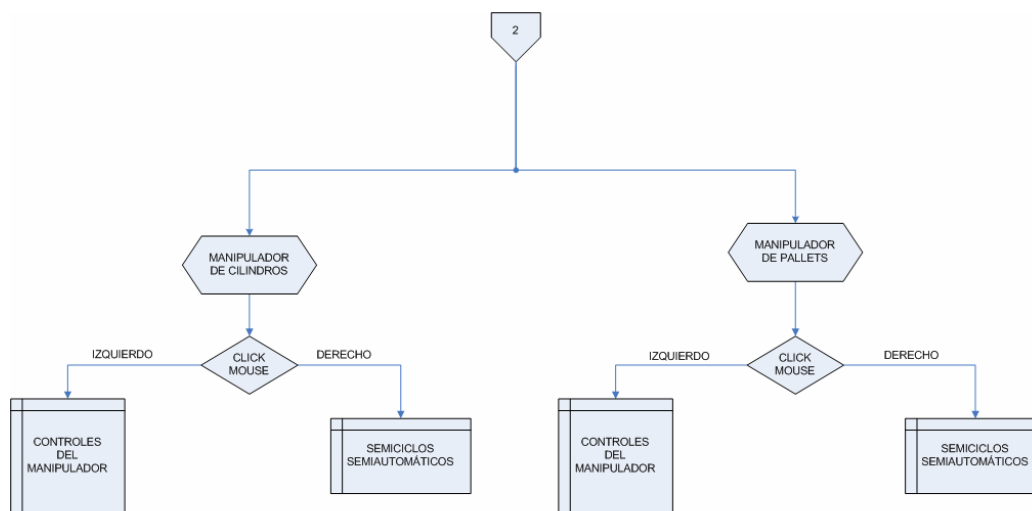 2
MANIPULADOR
DE CILINDROS
MANIPULADOR
DE PALLETS
IZQUIERDO
CLICK
MOUSE
DERECHO
IZQUIERDO
CLICK
MOUSE
DERECHO
CONTROLES
DEL
MANIPULADOR
SEMICICLOS
SEMIAUTOMÁTICOS
CONTROLES
DEL
MANIPULADOR
SEMICICLOS
SEMIAUTOMÁTICOS